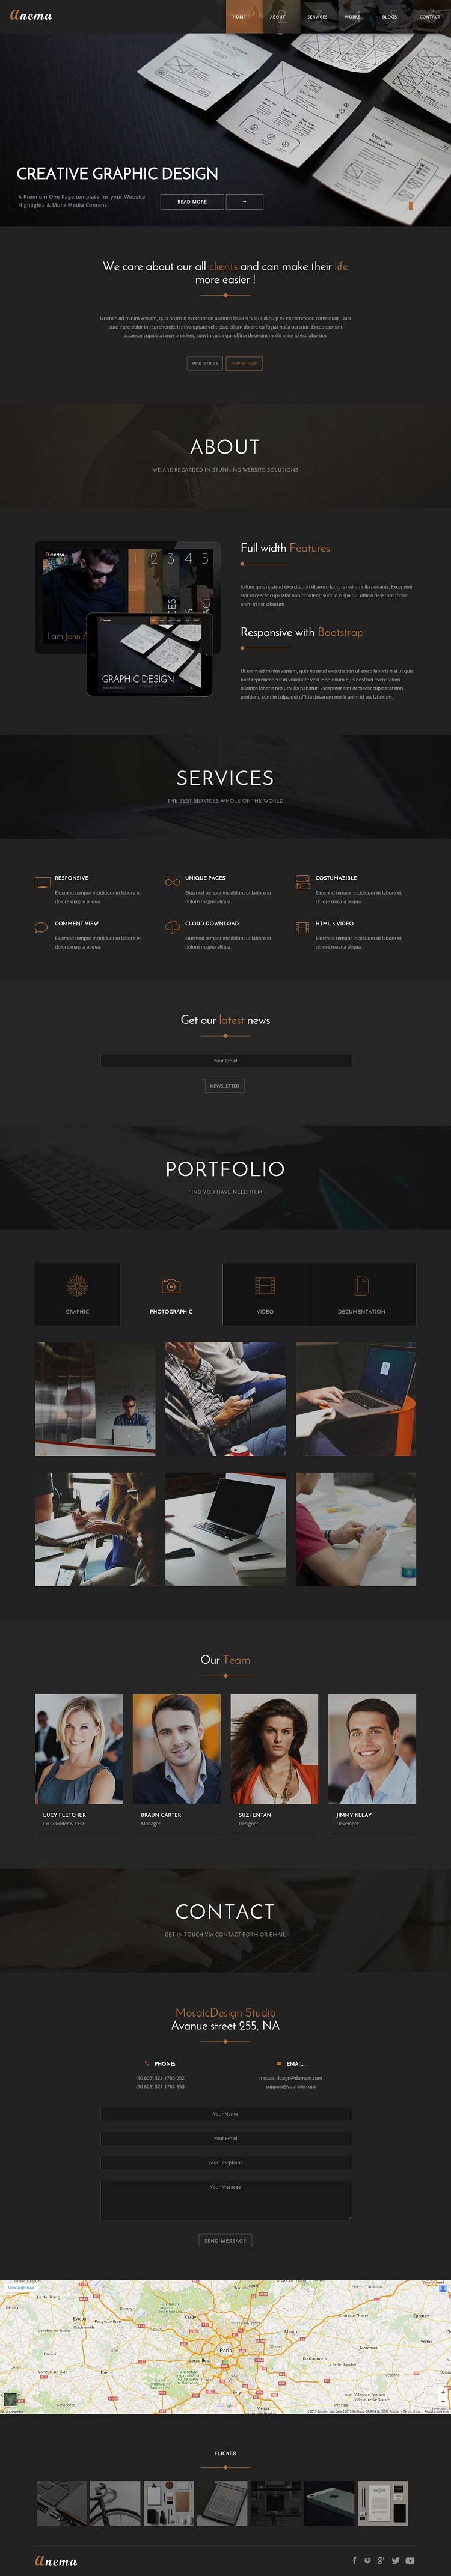 Anema
HOME
ABOUT
SERVICES
WORKS
BLOGS
CONTACT
CREATIVE GRAPHIC DESIGN
A Premium One Page template for your Website
Highlights & Multi-Media Content.
READ MORE
→
We care about our all clients and can make their life
more easier !
Ut enim ad minim veniam, quis nostrud exercitation ullamco laboris nisi ut aliquip ex ea commodo consequat. Duis
aute irure dolor in reprehenderit in voluptate velit esse cillum dolore eu fugiat nulla pariatur. Excepteur sint
occaecat cupidatat non proident, sunt in culpa qui officia deserunt mollit anim id est laborum.
PORTFOLIO
BUY THEME
ABOUT
WE ARE REGARDED IN STUNNING WEBSITE SOLUTIONS
Anema
1 2 3 4 5
I am John A
GRAPHIC DESIGN
Full width Features
cupidatat non proident, sunt in culpa qui officia deserunt mollit
anim id est laborum.
Responsive with Bootstrap
Ut enim ad minim veniam, quis nostrud exercitation ullamco laboris nisi ut quis
nostrud reprehenderit in voluptate velit esse cillum quis nostrud exercitation
ullamco laboris nisi utnulla pariatur. Excepteur sint occaecat cupidatat non
proident, sunt in culpa qui officia deserunt mollit anim id est laborum.
SERVICES
THE BEST SERVICES WHOLE OF THE WORLD
RESPONSIVE
Eiusmod tempor incididunt ut labore et
dolore magna aliqua.
UNIQUE PAGES
Eiusmod tempor incididunt ut labore et
dolore magna aliqua.
COSTUMAZIBLE
Eiusmod tempor incididunt ut labore et
dolore magna aliqua.
COMMENT VIEW
Eiusmod tempor incididunt ut labore et
dolore magna aliqua.
CLOUD DOWNLOAD
Eiusmod tempor incididunt ut labore et
dolore magna aliqua.
HTML 5 VIDEO
Eiusmod tempor incididunt ut labore et
dolore magna aliqua.
Get our latest news
Your Email
NEWSLETTER
PORTFOLIO
FIND YOU HAVE NEED ITEM
GRAPHIC
PHOTOGRAPHIC
VIDEO
DECUMENTATION
Our Team
LUCY FLETCHER
Co Founder & CEO
BRAUN CARTER
Manager
SUZI ENTANI
Designer
JIMMY KLLAY
Developer
CONTACT
GET IN TOUCH VIA CONTACT FORM OR EMAIL
MosaicDesign Studio
Avanue street 255, NA
PHONE:
(10 808) 321-1785-952
(10 808) 321-1785-953
EMAIL:
mosaic.design@domain.com
support@yoursite.com
Your Name
Your Email
Your Telephone
Your Message
SEND MESSAGE
View larger map
Paris
Versailles
Meaux
Google
FLICKER
Anema